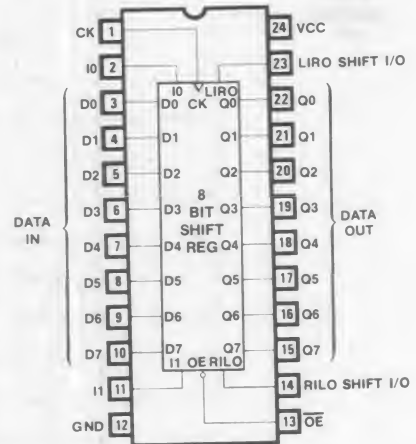 CK 1 24 VCC
I0 2 23 LIRO SHIFT I/O
I0 LIRO
D0 3 D0 CK Q0 22 Q0
D1 4 D1 Q1 21 Q1
D2 5 D2 Q2 20 Q2
8
DATA IN D3 6 D3 BIT Q3 19 Q3 DATA OUT
SHIFT
D4 7 D4 REG Q4 18 Q4
D5 8 D5 Q5 17 Q5
D6 9 D6 Q6 16 Q6
D7 10 D7 Q7 15 Q7
I1 OE RILO
I1 11 14 RILO SHIFT I/O
GND 12 13 OE